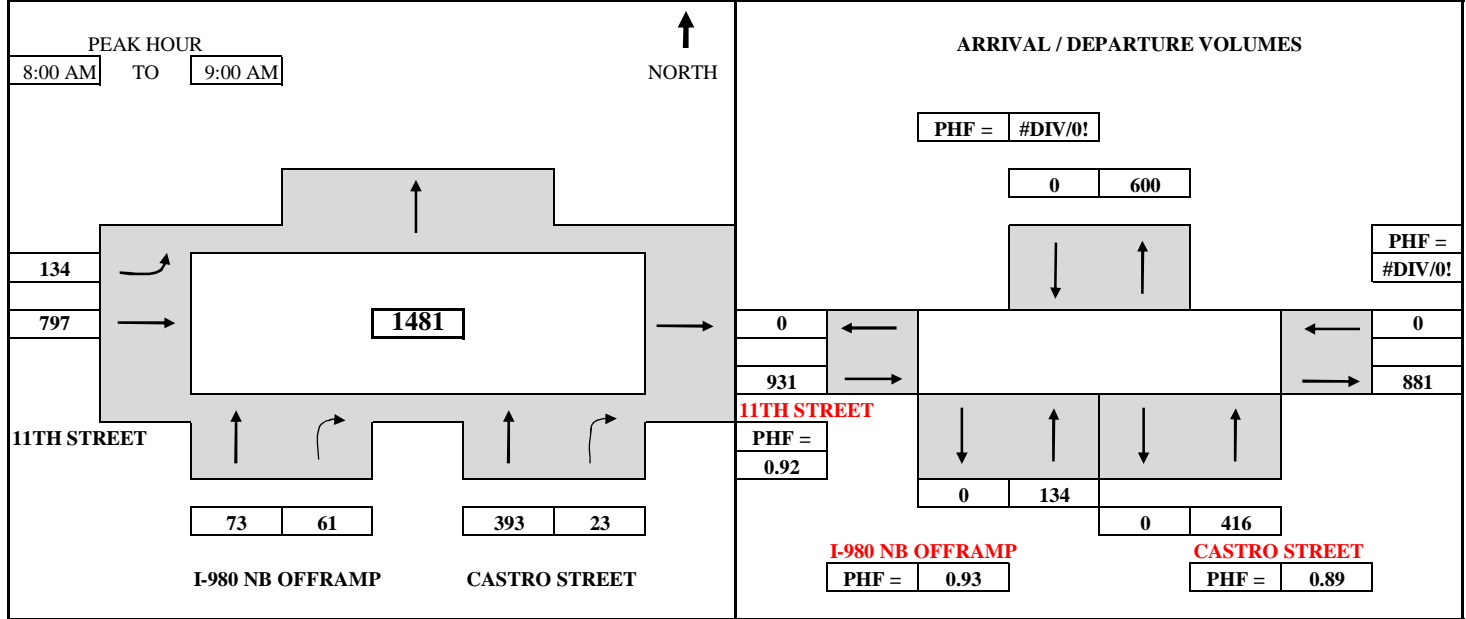 PEAK HOUR
8:00 AM TO 9:00 AM
NORTH
134
797
1481
11TH STREET
73 61 393 23
I-980 NB OFFRAMP CASTRO STREET
ARRIVAL / DEPARTURE VOLUMES
PHF = #DIV/0!
0 600
PHF =
#DIV/0!
0 0
931 881
11TH STREET
PHF =
0.92
0 134
0 416
I-980 NB OFFRAMP CASTRO STREET
PHF = 0.93 PHF = 0.89